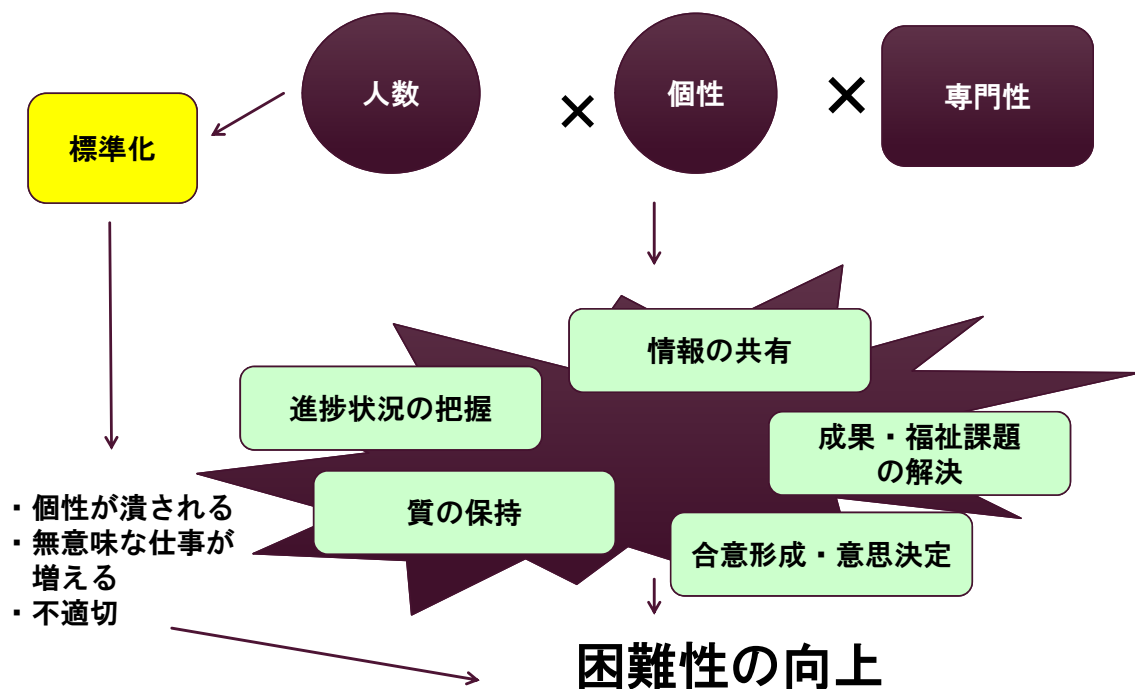 人数
×
個性
×
専門性
標準化
情報の共有
進捗状況の把握
成果・福祉課題
の解決
質の保持
合意形成・意思決定
・個性が潰される
・無意味な仕事が
増える
・不適切
困難性の向上